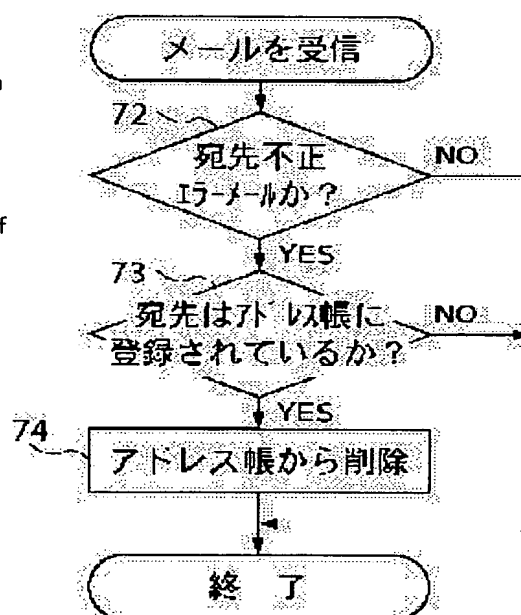 メールを受信
72
宛先不正
エラーメールか？
NO
YES
73
宛先はアドレス帳に
登録されているか？
NO
YES
74
アドレス帳から削除
終 了